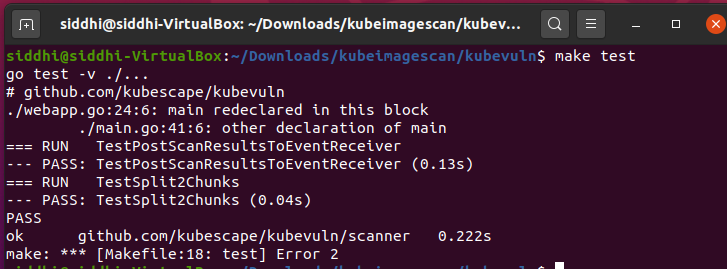 siddhi@siddhi-VirtualBox: ~/Downloads/kubeimagescan/kubev...
siddhi@siddhi-VirtualBox:~/Downloads/kubeimagescan/kubevuln$ make test
go test -v ./...
# github.com/kubescape/kubevuln
./webapp.go:24:6: main redeclared in this block
        ./main.go:41:6: other declaration of main
=== RUN   TestPostScanResultsToEventReceiver
--- PASS: TestPostScanResultsToEventReceiver (0.13s)
=== RUN   TestSplit2Chunks
--- PASS: TestSplit2Chunks (0.04s)
PASS
ok      github.com/kubescape/kubevuln/scanner   0.222s
make: *** [Makefile:18: test] Error 2